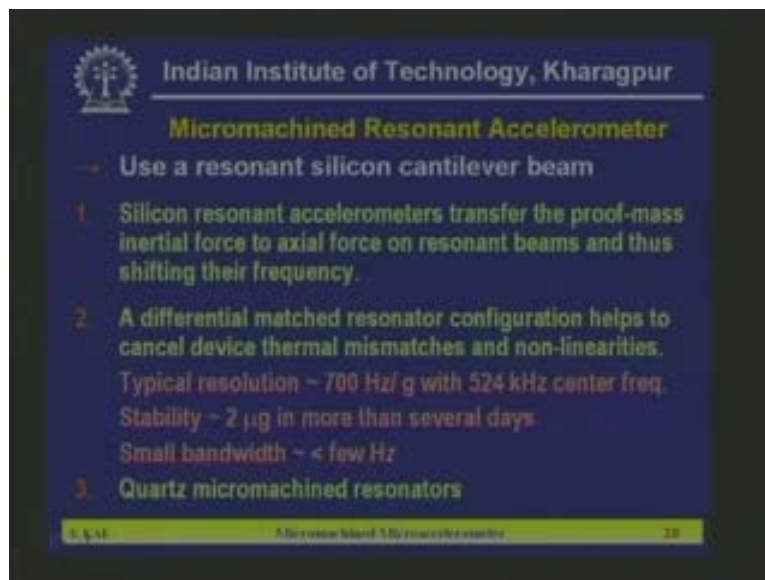 Indian Institute of Technology, Kharagpur
Micromachined Resonant Accelerometer
→ Use a resonant silicon cantilever beam
1. Silicon resonant accelerometers transfer the proof-mass
inertial force to axial force on resonant beams and thus
shifting their frequency.
2. A differential matched resonator configuration helps to
cancel device thermal mismatches and non-linearities.
Typical resolution ~ 700 Hz/ g with 524 kHz center freq.
Stability ~ 2 μg in more than several days
Small bandwidth ~ < few Hz
3. Quartz micromachined resonators
Micromachined Microaccelerometer